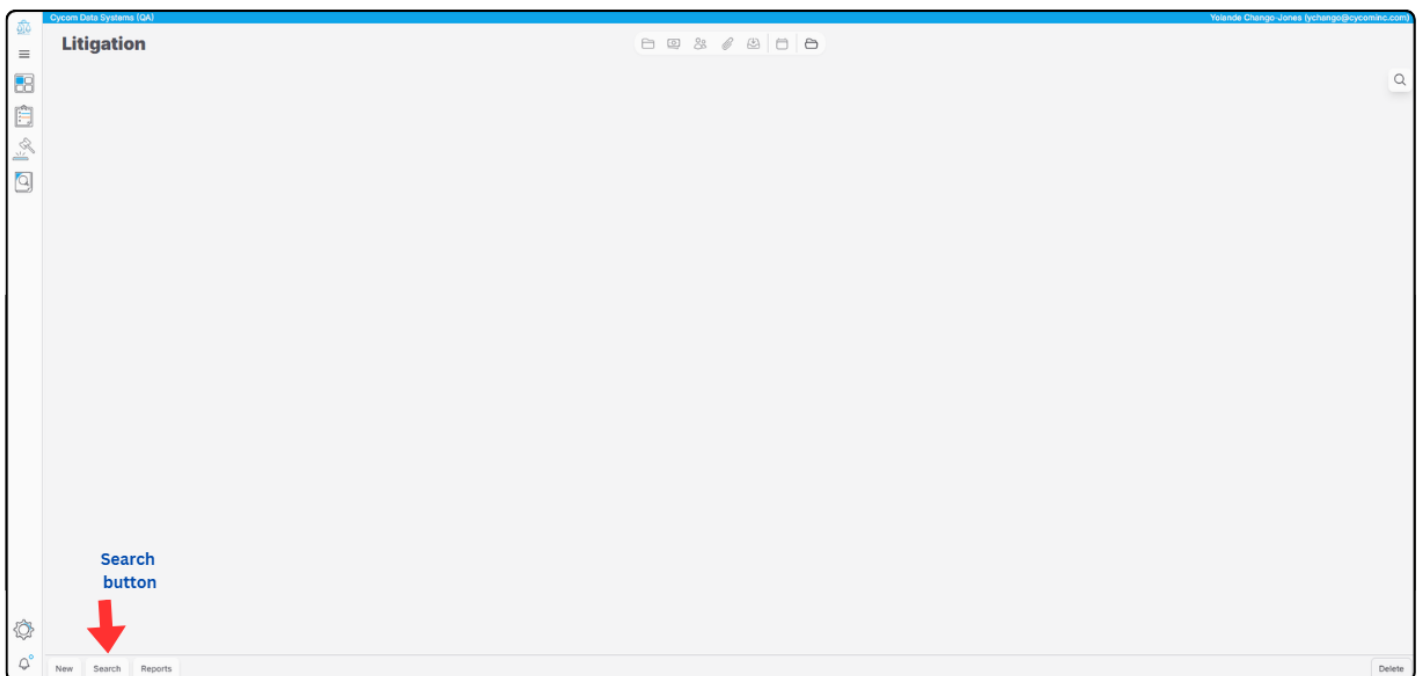 Cycom Data Systems (QA)
Yolande Chango-Jones (ychango@cycominc.com)
Litigation
Search
button
New
Search
Reports
Delete